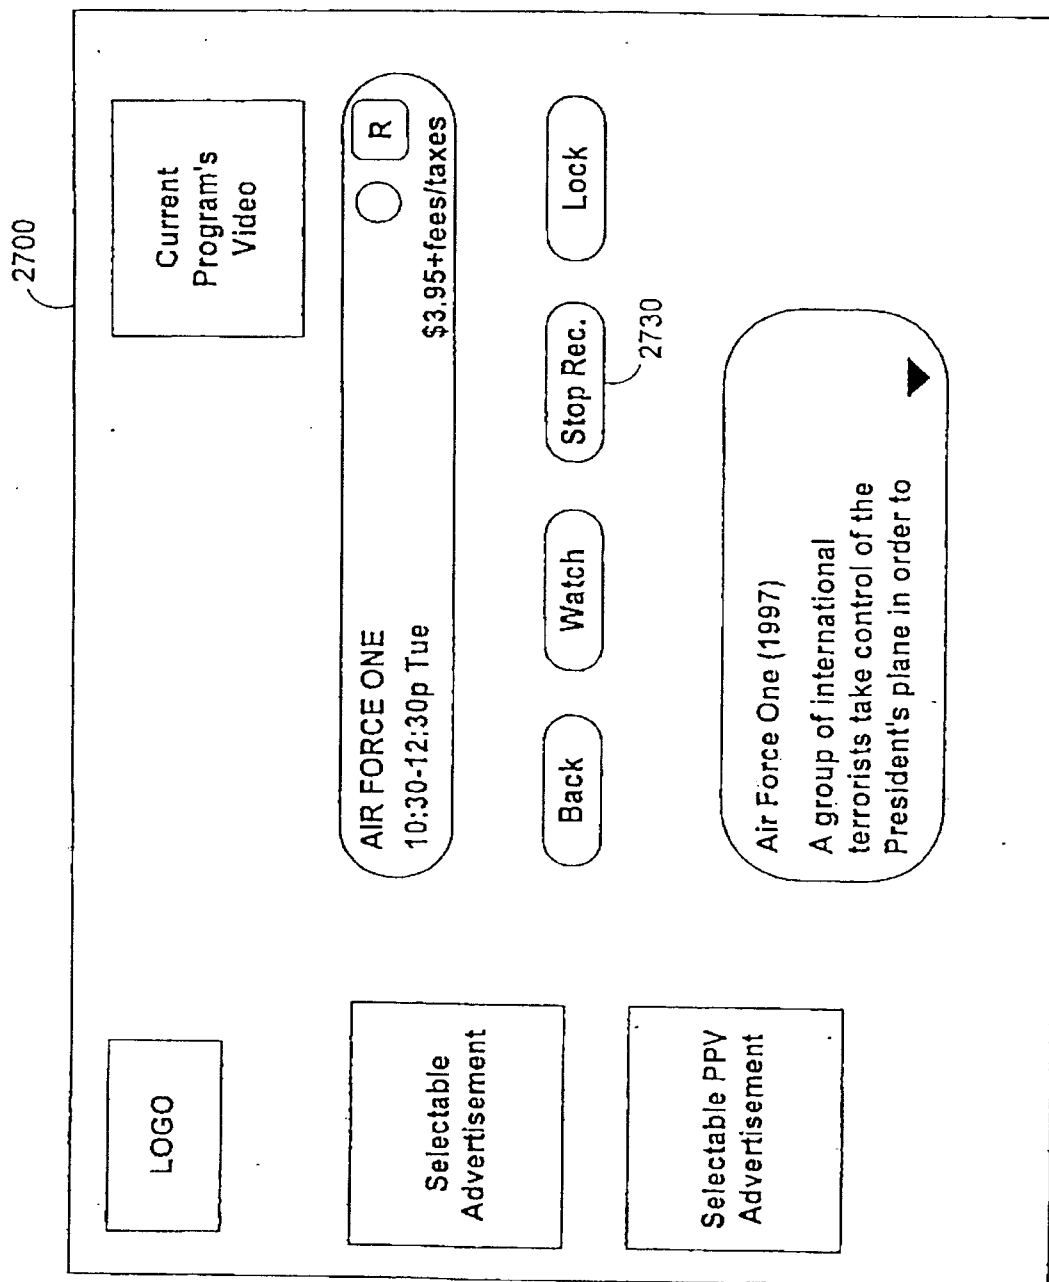 2700
LOGO
Current
Program's
Video
Selectable
Advertisement
AIR FORCE ONE
R
10:30-12:30p Tue
$3.95+fees/taxes
Back
Watch
Stop Rec.
Lock
2730
Selectable PPV
Advertisement
Air Force One (1997)
A group of international
terrorists take control of the
President's plane in order to